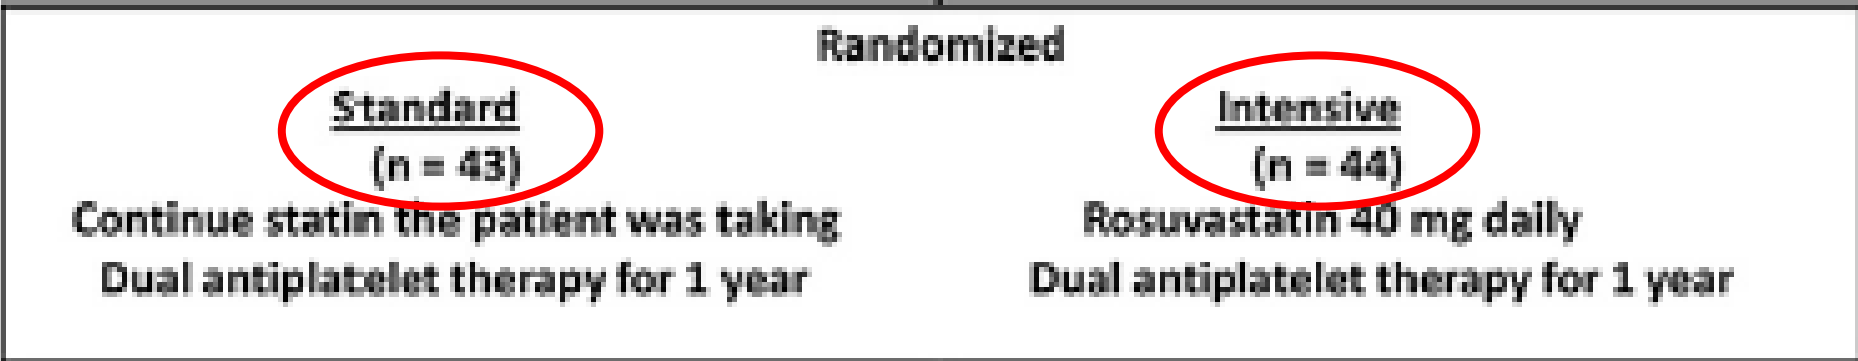 Randomized
Standard
(n = 43)
Continue statin the patient was taking
Dual antiplatelet therapy for 1 year
Intensive
(n = 44)
Rosuvastatin 40 mg daily
Dual antiplatelet therapy for 1 year